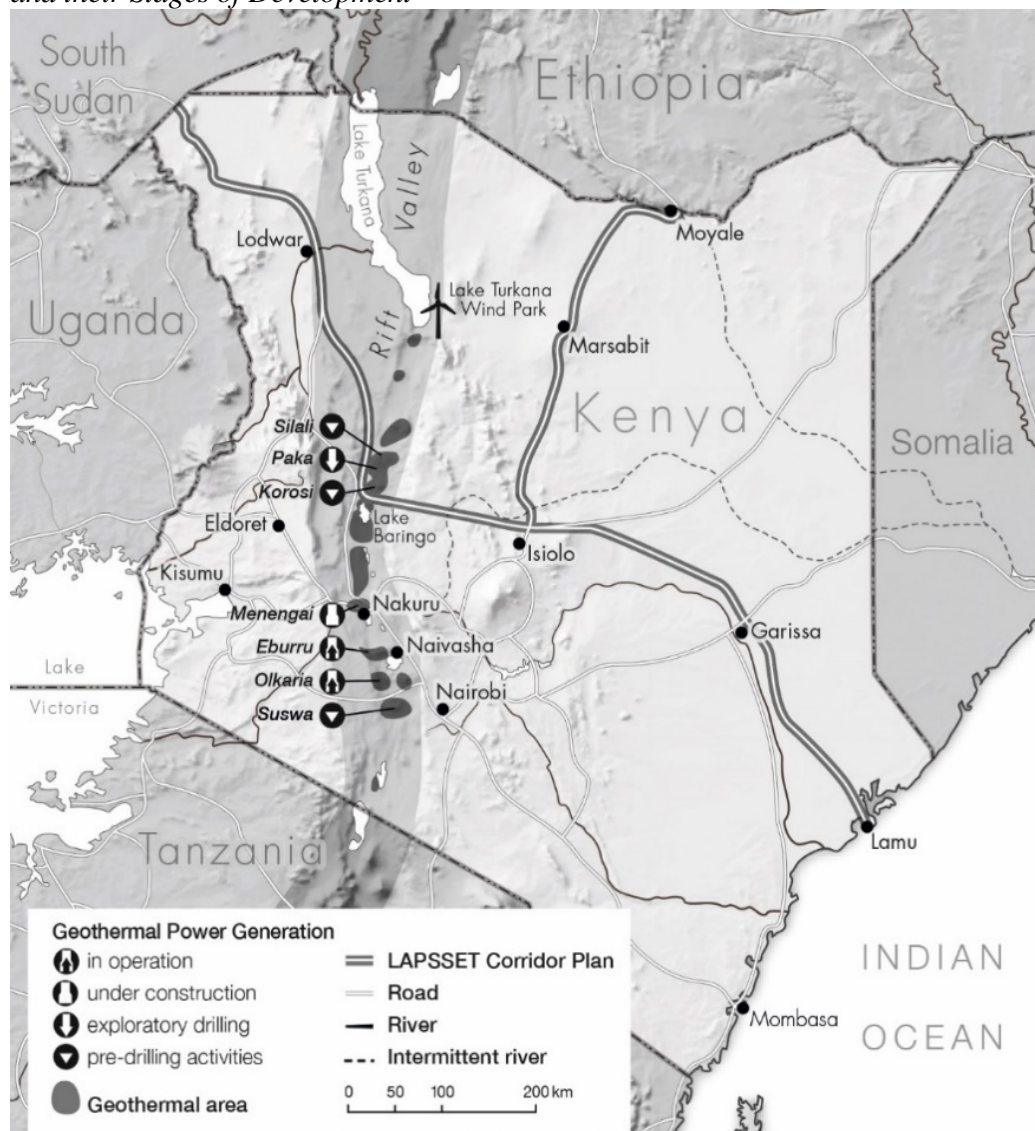 and their Stages of Development
South
Sudan
Ethiopia
Lake Turkana
Valley
Rift
Lodwar
Moyale
Lake Turkana
Wind Park
Uganda
Marsabit
Kenya
Somalia
Silali
Paka
Korosi
Lake
Baringo
Eldoret
Isiolo
Kisumu
Menengai
Nakuru
Garissa
Eburru
Naivasha
Lake
Victoria
Olkaria
Nairobi
Suswa
Tanzania
Lamu
Geothermal Power Generation
in operation
under construction
exploratory drilling
pre-drilling activities
Geothermal area
LAPSSET Corridor Plan
Road
River
Intermittent river
0 50 100 200 km
INDIAN
OCEAN
Mombasa